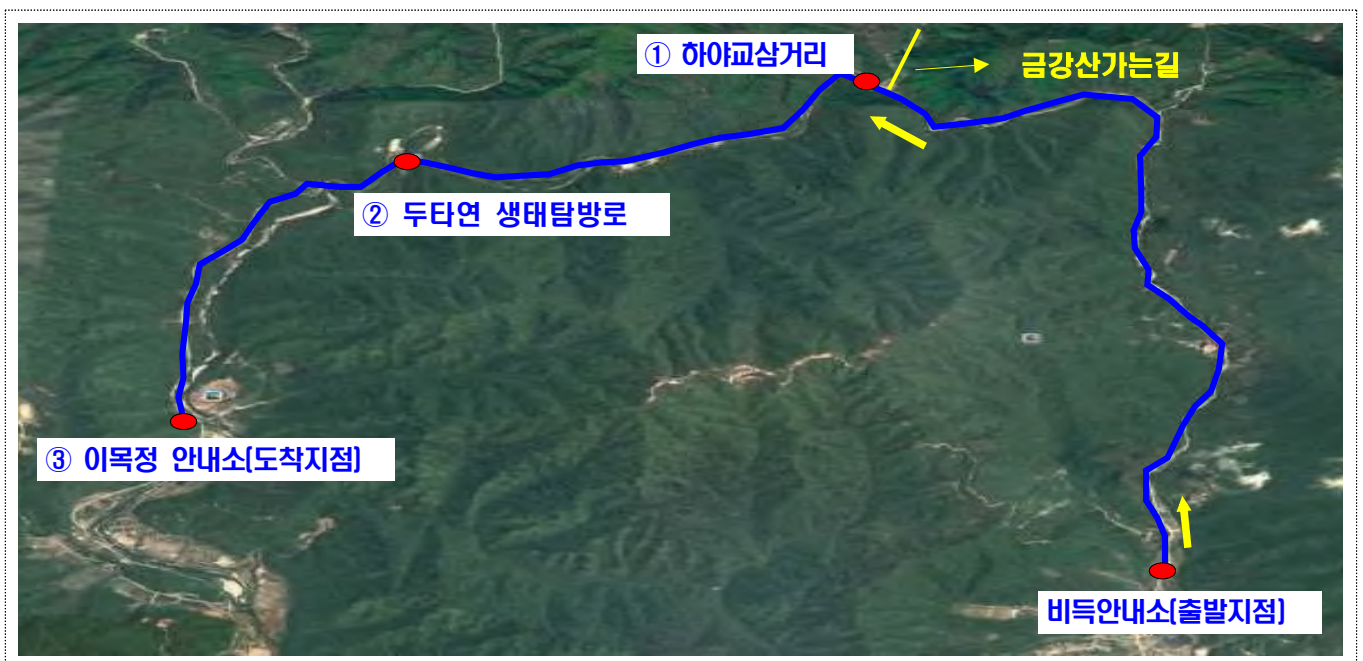 ① 하야교삼거리
금강산가는길
② 두타연 생태탐방로
③ 이목정 안내소(도착지점)
비득안내소(출발지점)